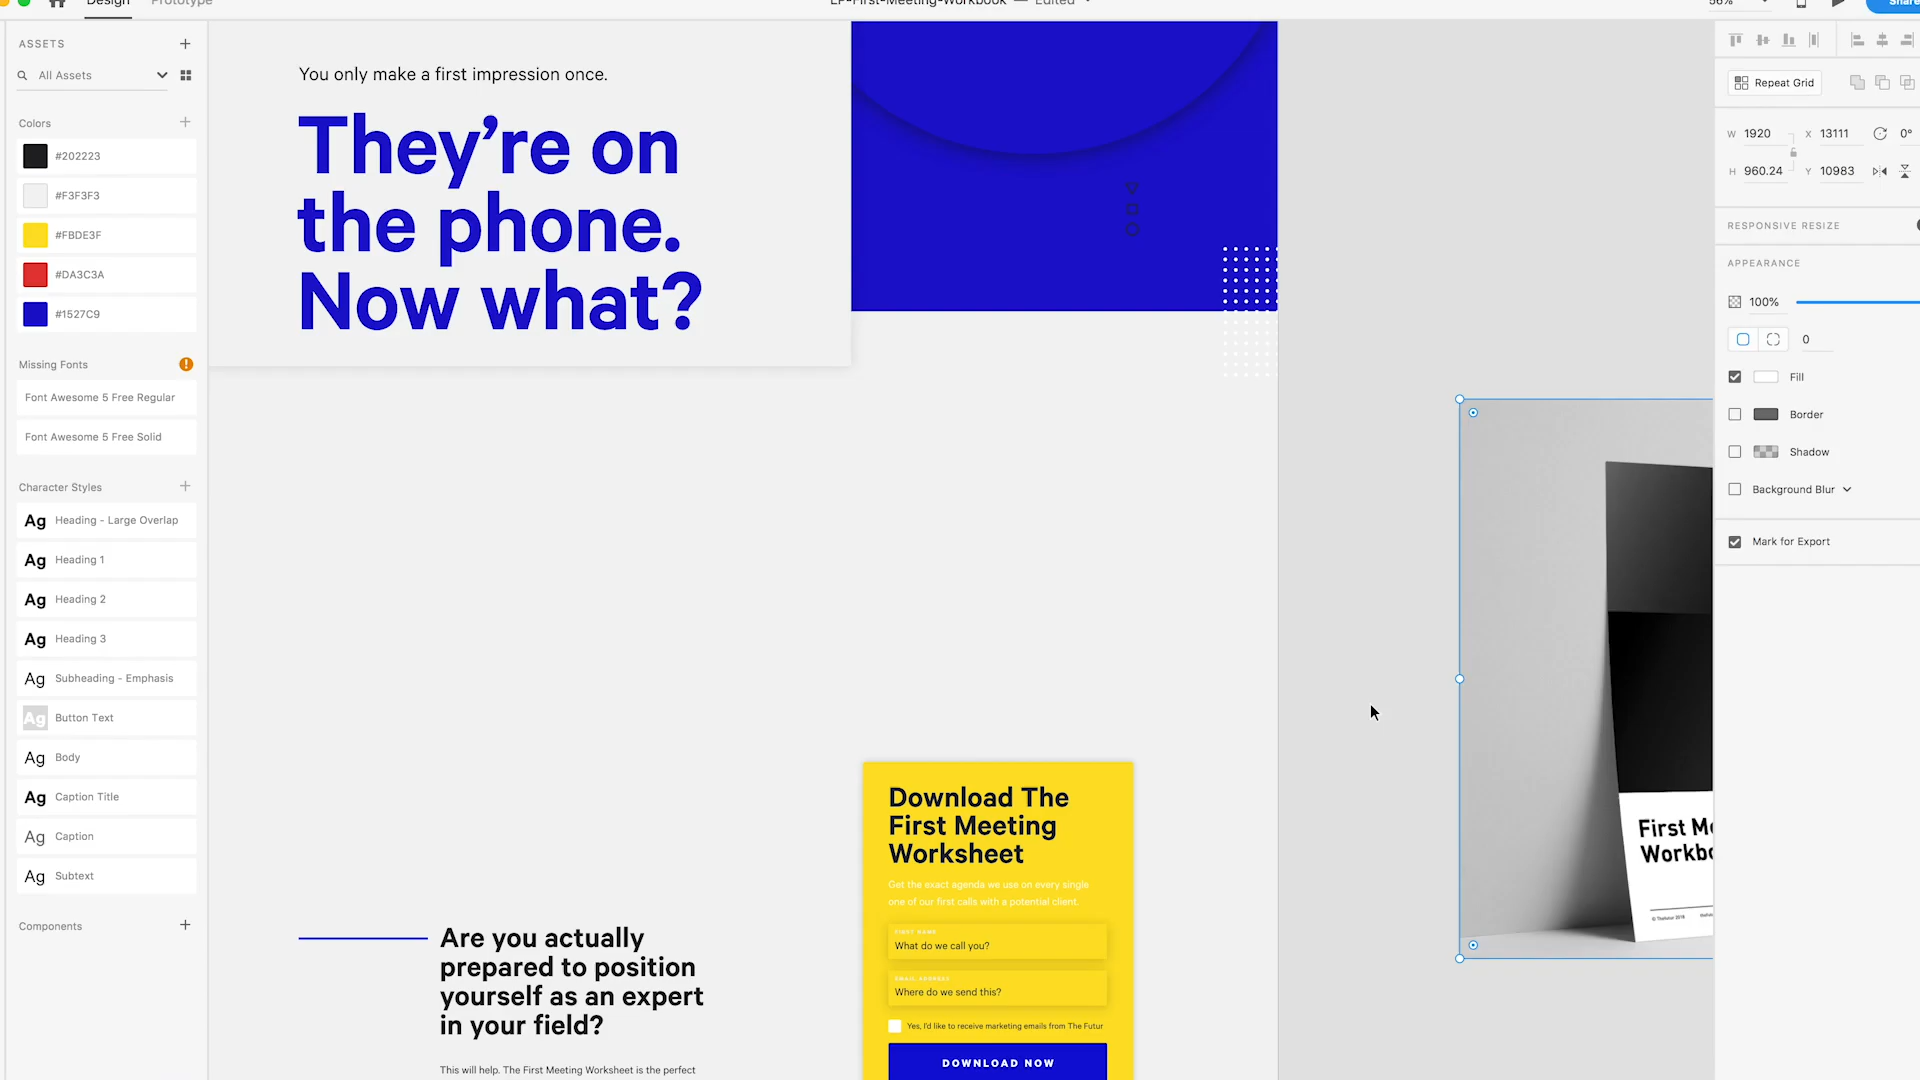 Design
Prototype
LP-First-Meeting-Workbook — Edited
56%
Share
ASSETS
All Assets
Colors
#202223
#F3F3F3
#FBDE3F
#DA3C3A
#1527C9
Missing Fonts
Font Awesome 5 Free Regular
Font Awesome 5 Free Solid
Character Styles
Ag Heading - Large Overlap
Ag Heading 1
Ag Heading 2
Ag Heading 3
Ag Subheading - Emphasis
Ag Button Text
Ag Body
Ag Caption Title
Ag Caption
Ag Subtext
Components
You only make a first impression once.
They’re on
the phone.
Now what?
Are you actually
prepared to position
yourself as an expert
in your field?
This will help. The First Meeting Worksheet is the perfect
Download The
First Meeting
Worksheet
Get the exact agenda we use on every single
one of our first calls with a potential client.
FIRST NAME
What do we call you?
EMAIL ADDRESS
Where do we send this?
Yes, I'd like to receive marketing emails from The Futur
DOWNLOAD NOW
First M
Workbo
© Thefutur 2018
Repeat Grid
W 1920 X 13111 0°
H 960.24 Y 10983
RESPONSIVE RESIZE
APPEARANCE
100%
0
Fill
Border
Shadow
Background Blur
Mark for Export